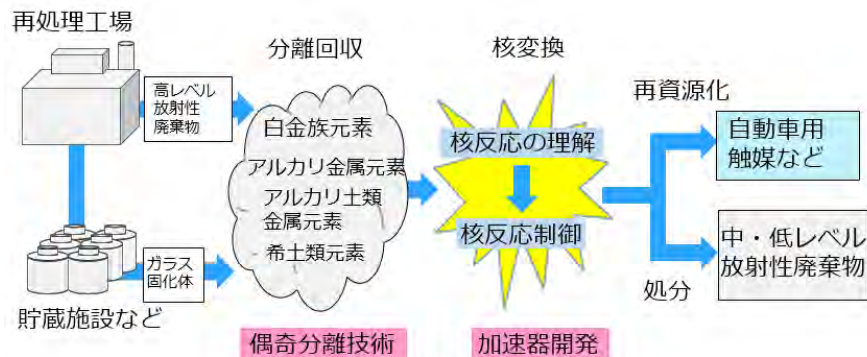 再処理工場
高レベル
放射性
廃棄物
ガラス
固化体
貯蔵施設など
分離回収
白金族元素
アルカリ金属元素
アルカリ土類
金属元素
希土類元素
偶奇分離技術
核変換
核反応の理解
核反応制御
加速器開発
再資源化
自動車用
触媒など
中・低レベル
放射性廃棄物
処分